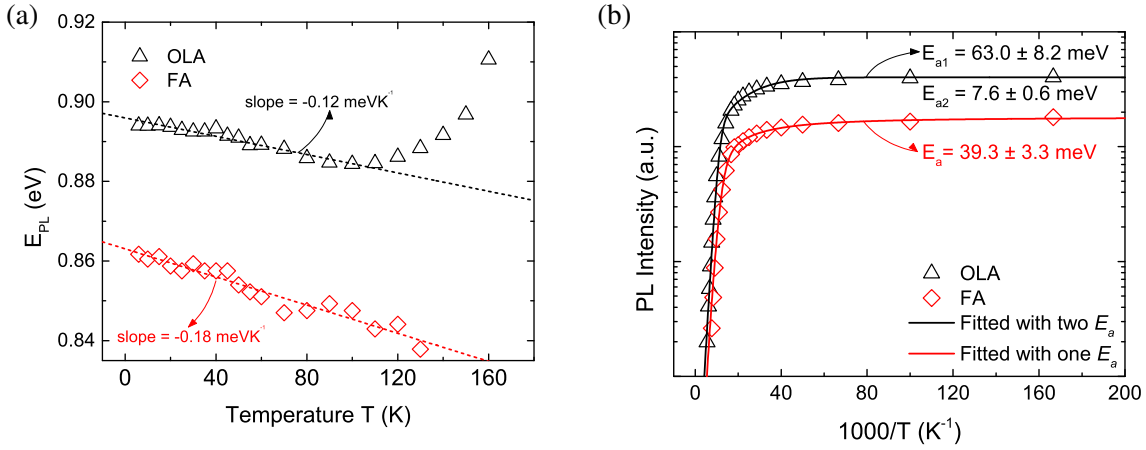 (a)
0.92
0.90
0.88
0.86
0.84
E_PL (eV)
OLA
FA
slope = -0.12 meVK⁻¹
slope = -0.18 meVK⁻¹
0 40 80 120 160
Temperature T (K)
(b)
PL Intensity (a.u.)
E_a1 = 63.0 ± 8.2 meV
E_a2 = 7.6 ± 0.6 meV
E_a = 39.3 ± 3.3 meV
OLA
FA
Fitted with two E_a
Fitted with one E_a
0 40 80 120 160 200
1000/T (K⁻¹)